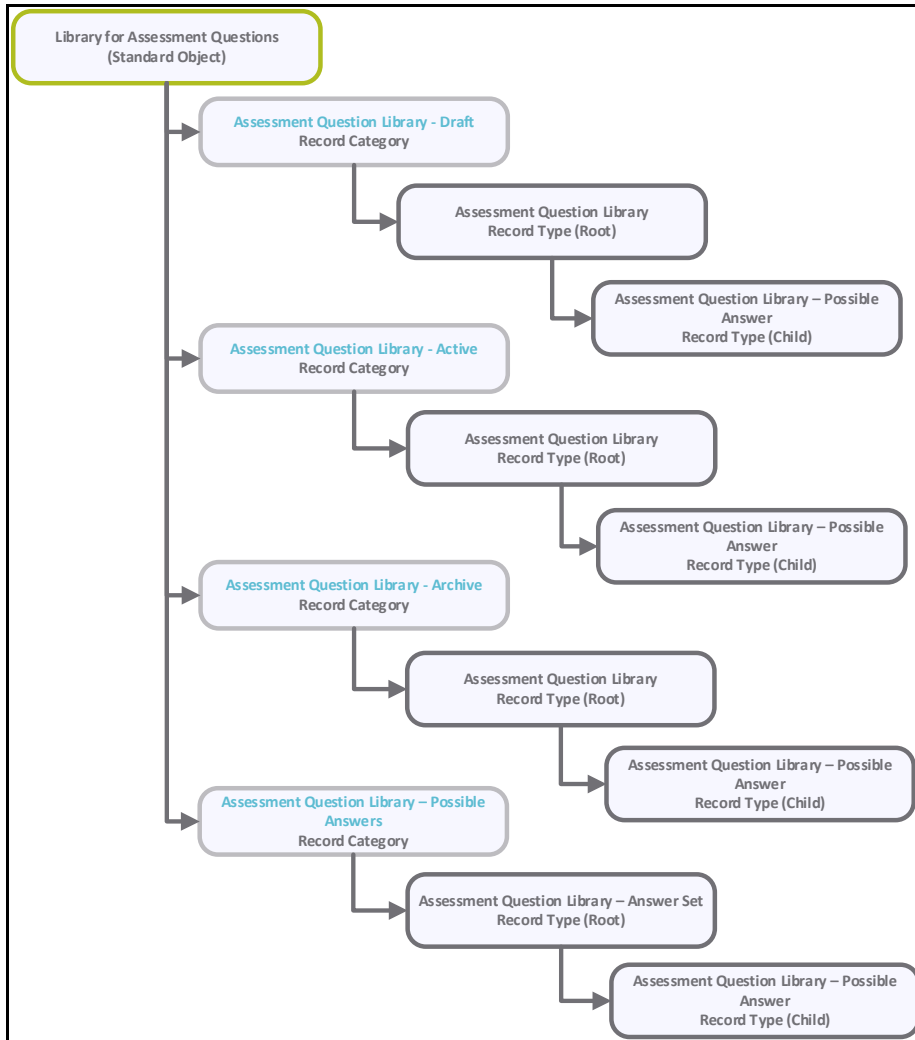 Library for Assessment Questions
(Standard Object)
Assessment Question Library - Draft
Record Category
Assessment Question Library
Record Type (Root)
Assessment Question Library – Possible
Answer
Record Type (Child)
Assessment Question Library - Active
Record Category
Assessment Question Library
Record Type (Root)
Assessment Question Library – Possible
Answer
Record Type (Child)
Assessment Question Library - Archive
Record Category
Assessment Question Library
Record Type (Root)
Assessment Question Library – Possible
Answer
Record Type (Child)
Assessment Question Library – Possible
Answers
Record Category
Assessment Question Library – Answer Set
Record Type (Root)
Assessment Question Library – Possible
Answer
Record Type (Child)